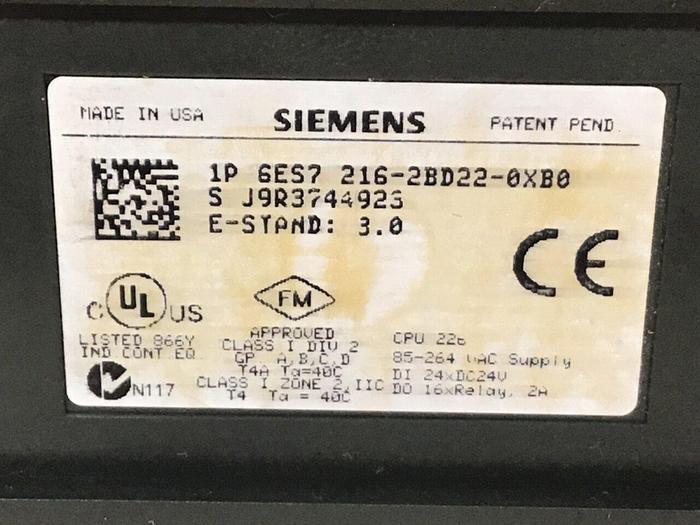 MADE IN USA SIEMENS PATENT PEND.
1P 6ES7 216-2BD22-0XB0
S J9R3744923
E-STAND: 3.0
CE
C UL US
FM
LISTED 866Y
IND CONT EQ
N117
APPROVED
CLASS I DIV 2
GP A,B,C,D
T4A Ta=40C
CLASS I ZONE 2,IIC
T4 Ta = 40C
CPU 226
85-264 VAC Supply
DI 24xDC24V
DO 16xRelay, 2A